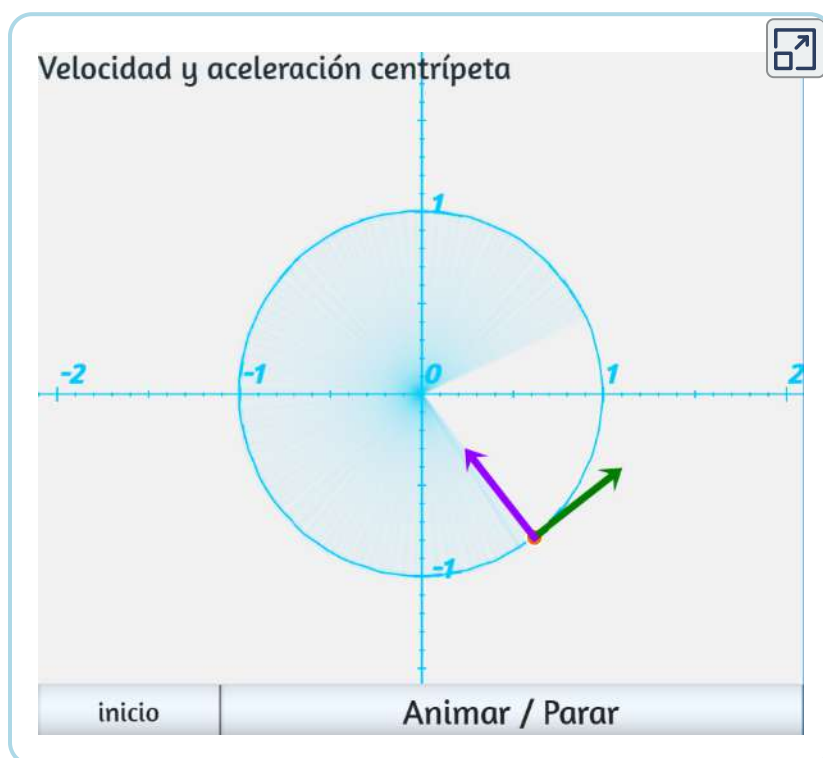 Velocidad y aceleración centrípeta
1
-2 -1 0 1 2
-1
inicio Animar / Parar